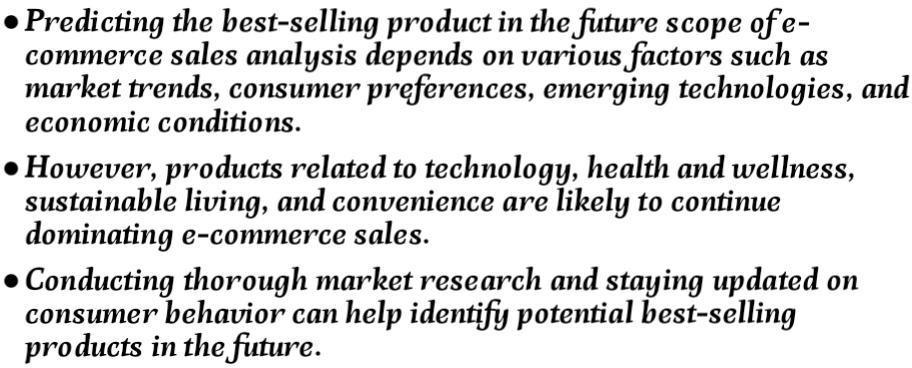 • Predicting the best-selling product in the future scope of e-
commerce sales analysis depends on various factors such as
market trends, consumer preferences, emerging technologies, and
economic conditions.
• However, products related to technology, health and wellness,
sustainable living, and convenience are likely to continue
dominating e-commerce sales.
• Conducting thorough market research and staying updated on
consumer behavior can help identify potential best-selling
products in the future.